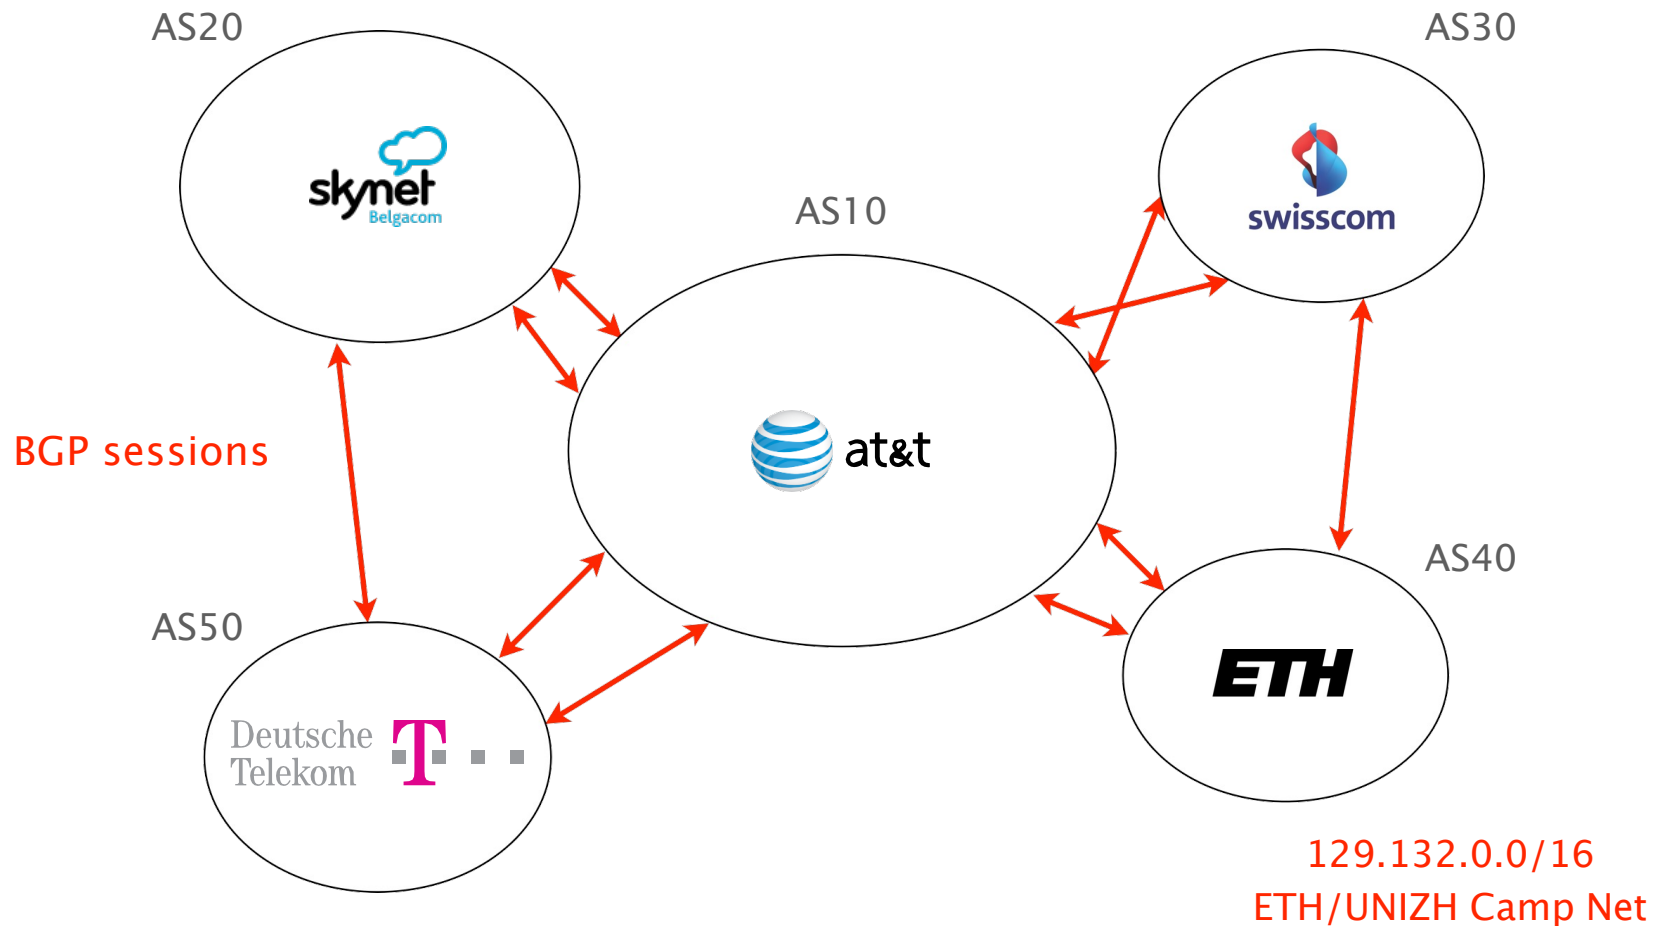 AS20
AS30
skynet
Belgacom
swisscom
AS10
BGP sessions
at&t
AS40
AS50
ETH
Deutsche
Telekom
T
129.132.0.0/16
ETH/UNIZH Camp Net